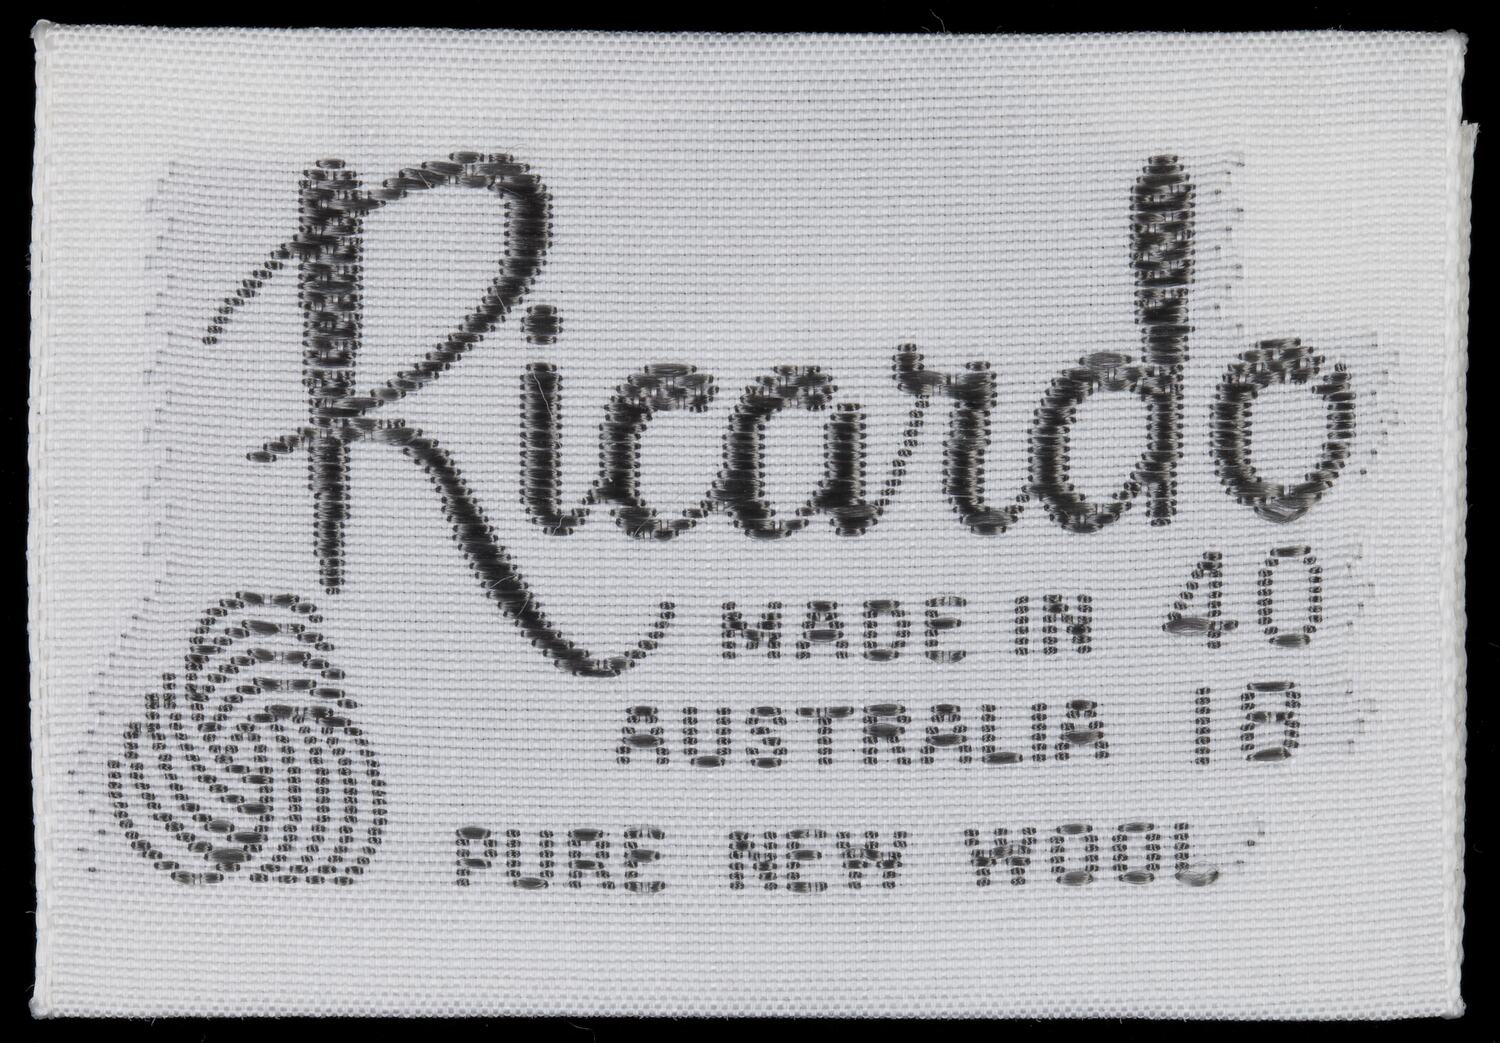 Ricardo
MADE IN 40
AUSTRALIA 18
PURE NEW WOOL